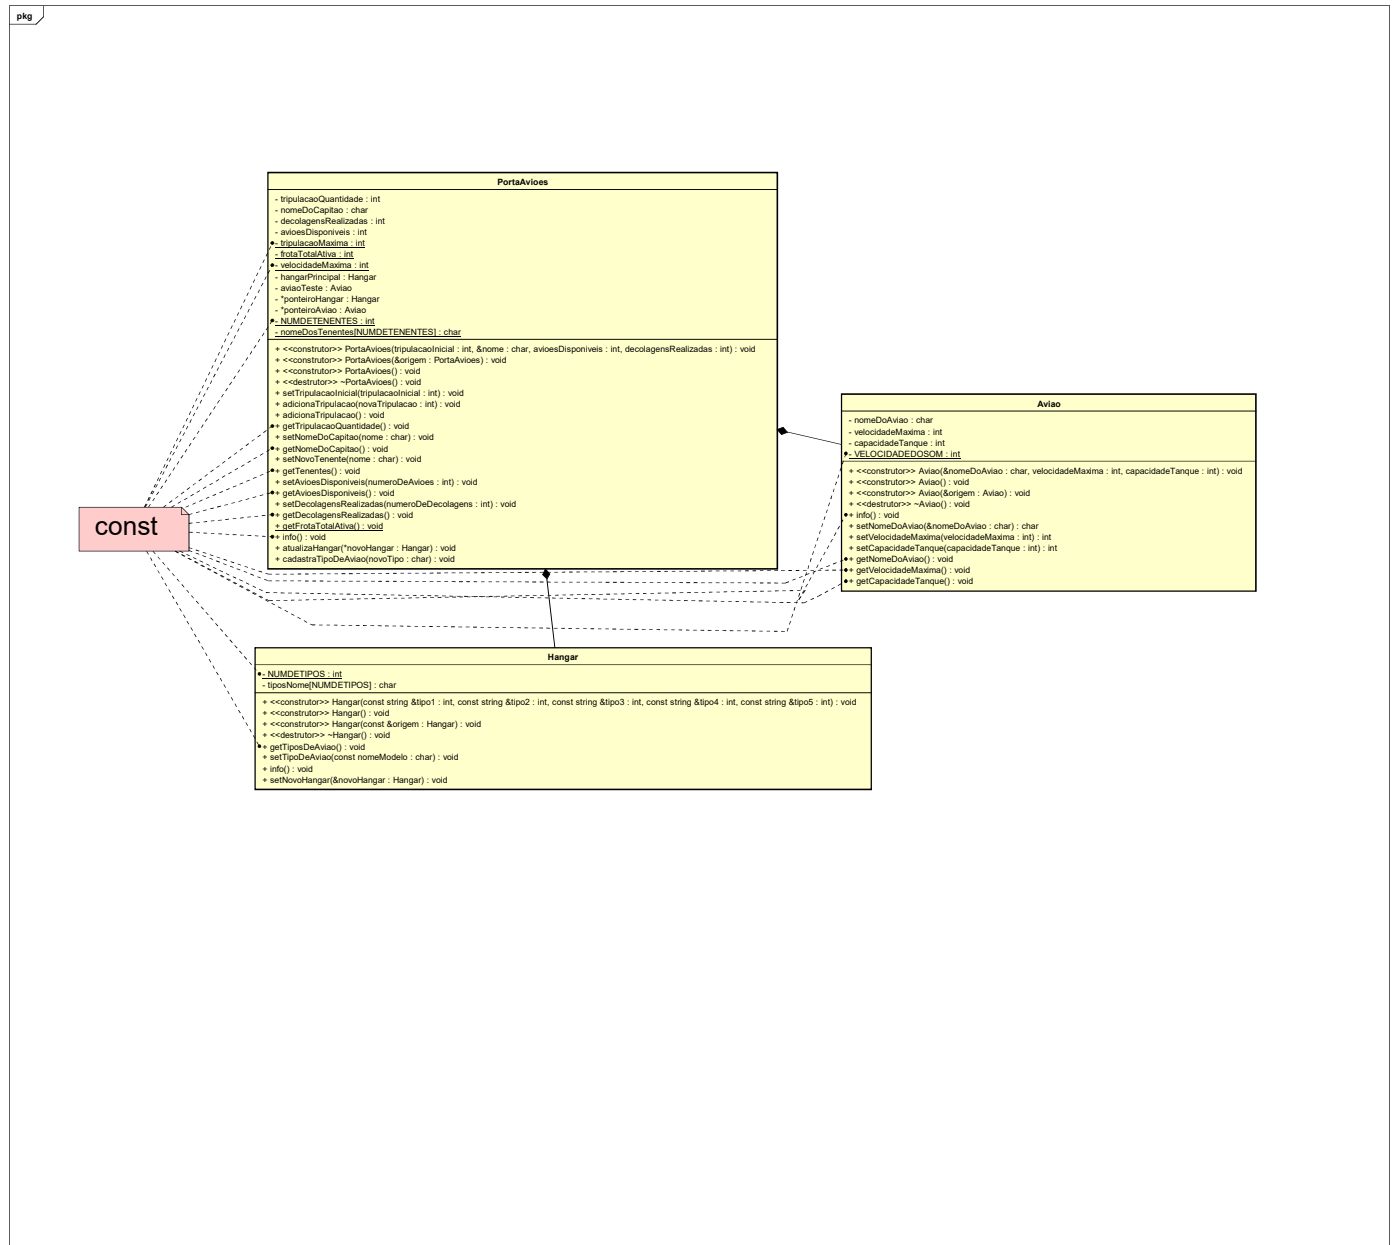 pkg
PortaAvioes
- tripulacaoQuantidade : int
- nomeDoCapitao : char
- decolagensRealizadas : int
- avioesDisponiveis : int
- tripulacaoMaxima : int
- frotaTotalAtiva : int
- velocidadeMaxima : int
- hangarPrincipal : Hangar
- aviaoTeste : Aviao
- *ponteiroHangar : Hangar
- *ponteiroAviao : Aviao
- NUMDETENENTES : int
- nomeDosTenentes[NUMDETENENTES] : char
+ <<construtor>> PortaAvioes(tripulacaoInicial : int, &nome : char, avioesDisponiveis : int, decolagensRealizadas : int) : void
+ <<construtor>> PortaAvioes(&origem : PortaAvioes) : void
+ <<construtor>> PortaAvioes() : void
+ <<destrutor>> ~PortaAvioes() : void
+ setTripulacaoInicial(tripulacaoInicial : int) : void
+ adicionaTripulacao(novaTripulacao : int) : void
+ adicionaTripulacao() : void
+ getTripulacaoQuantidade() : void
+ setNomeDoCapitao(nome : char) : void
+ getNomeDoCapitao() : void
+ setNovoTenente(nome : char) : void
+ getTenentes() : void
+ setAvioesDisponiveis(numeroDeAvioes : int) : void
+ getAvioesDisponiveis() : void
+ setDecolagensRealizadas(numeroDeDecolagens : int) : void
+ getDecolagensRealizadas() : void
+ getFrotaTotalAtiva() : void
+ info() : void
+ atualizaHangar(*novoHangar : Hangar) : void
+ cadastraTipoDeAviao(novoTipo : char) : void
Aviao
- nomeDoAviao : char
- velocidadeMaxima : int
- capacidadeTanque : int
- VELOCIDADEDOSOM : int
+ <<construtor>> Aviao(&nomeDoAviao : char, velocidadeMaxima : int, capacidadeTanque : int) : void
+ <<construtor>> Aviao() : void
+ <<construtor>> Aviao(&origem : Aviao) : void
+ <<destrutor>> ~Aviao() : void
+ info() : void
+ setNomeDoAviao(&nomeDoAviao : char) : char
+ setVelocidadeMaxima(velocidadeMaxima : int) : int
+ setCapacidadeTanque(capacidadeTanque : int) : int
+ getNomeDoAviao() : void
+ getVelocidadeMaxima() : void
+ getCapacidadeTanque() : void
const
Hangar
- NUMDETIPOS : int
- tiposNome[NUMDETIPOS] : char
+ <<construtor>> Hangar(const string &tipo1 : int, const string &tipo2 : int, const string &tipo3 : int, const string &tipo4 : int, const string &tipo5 : int) : void
+ <<construtor>> Hangar() : void
+ <<construtor>> Hangar(const &origem : Hangar) : void
+ <<destrutor>> ~Hangar() : void
+ getTiposDeAviao() : void
+ setTipoDeAviao(const nomeModelo : char) : void
+ info() : void
+ setNovoHangar(&novoHangar : Hangar) : void